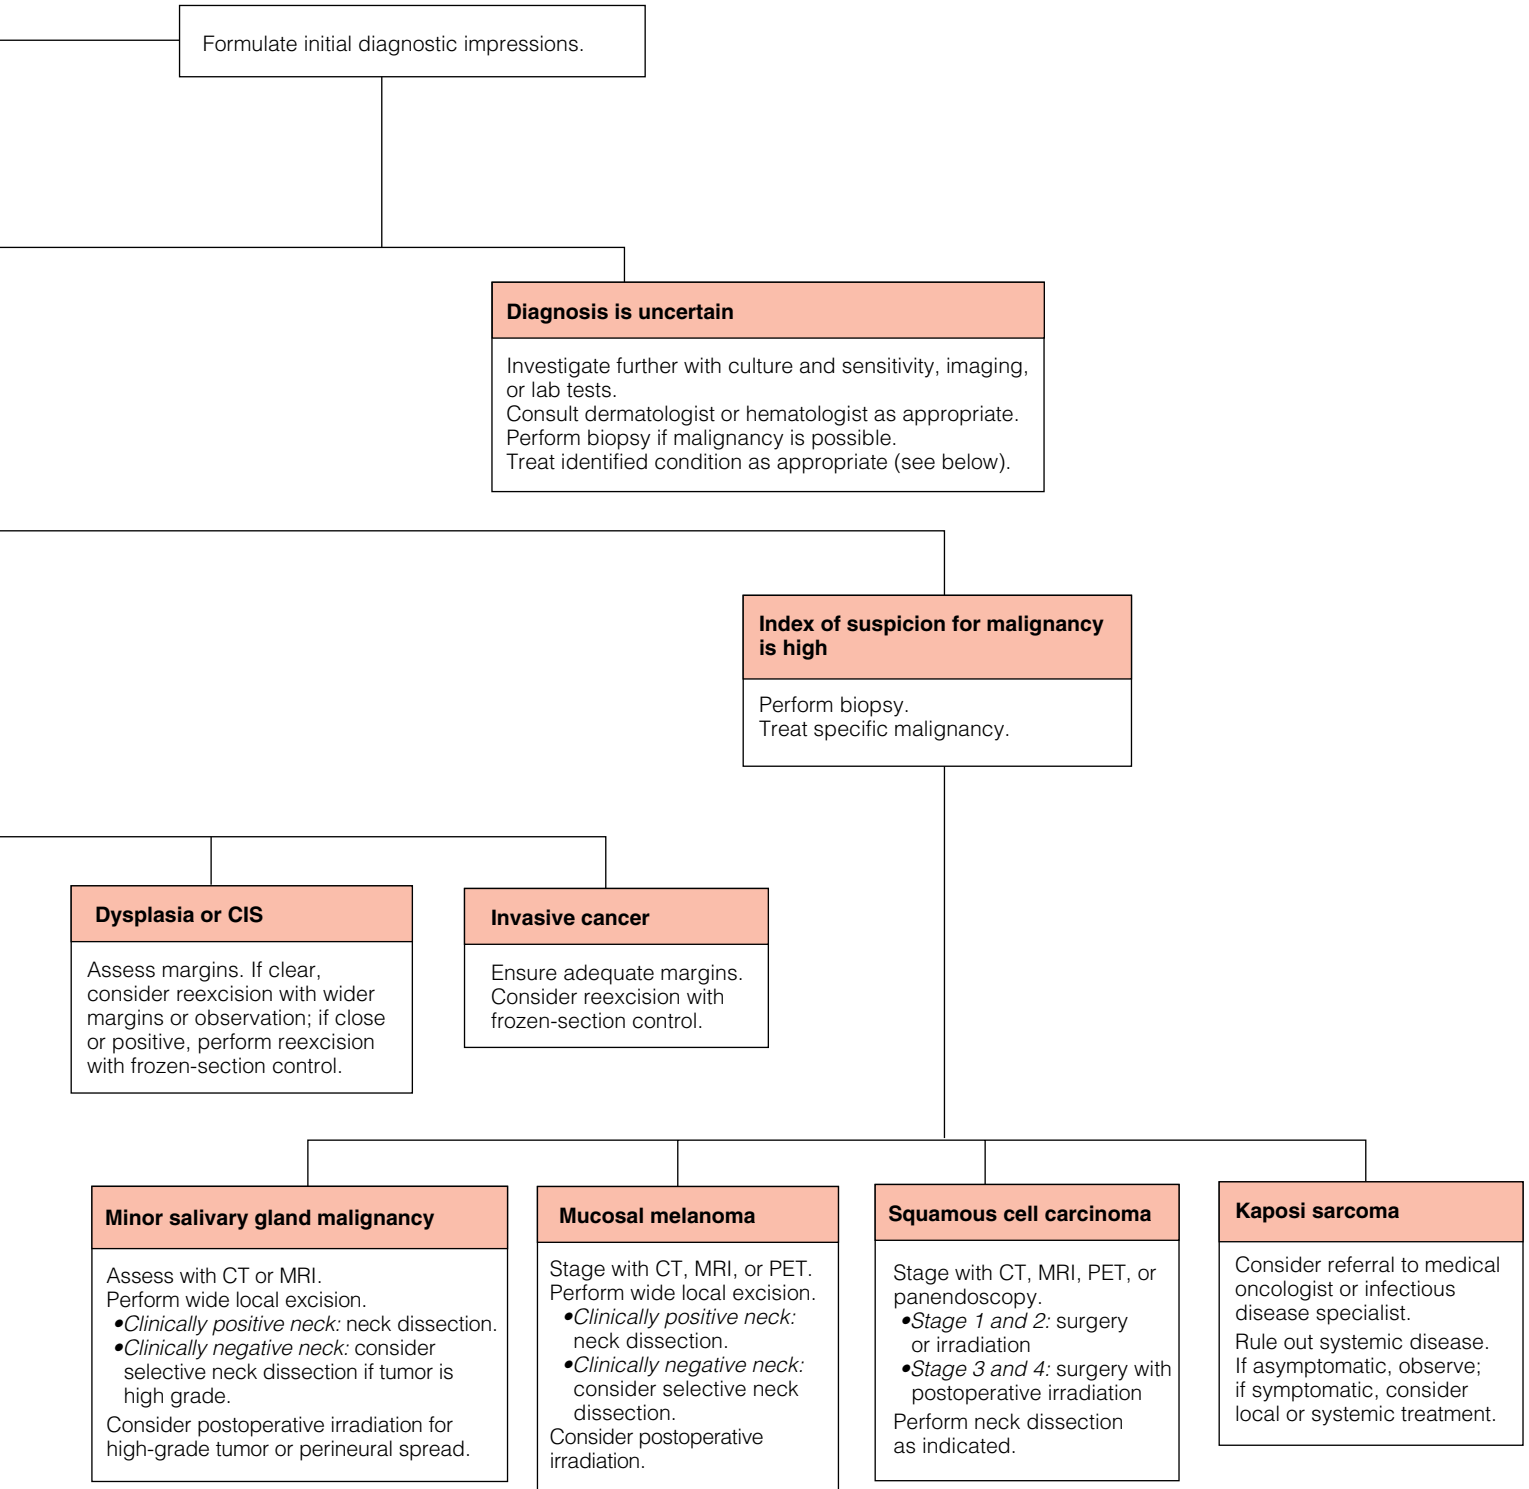 Formulate initial diagnostic impressions.
Diagnosis is uncertain
Investigate further with culture and sensitivity, imaging,
or lab tests.
Consult dermatologist or hematologist as appropriate.
Perform biopsy if malignancy is possible.
Treat identified condition as appropriate (see below).
Index of suspicion for malignancy
is high
Perform biopsy.
Treat specific malignancy.
Dysplasia or CIS
Assess margins. If clear,
consider reexcision with wider
margins or observation; if close
or positive, perform reexcision
with frozen-section control.
Invasive cancer
Ensure adequate margins.
Consider reexcision with
frozen-section control.
Minor salivary gland malignancy
Assess with CT or MRI.
Perform wide local excision.
•Clinically positive neck: neck dissection.
•Clinically negative neck: consider
selective neck dissection if tumor is
high grade.
Consider postoperative irradiation for
high-grade tumor or perineural spread.
Mucosal melanoma
Stage with CT, MRI, or PET.
Perform wide local excision.
•Clinically positive neck:
neck dissection.
•Clinically negative neck:
consider selective neck
dissection.
Consider postoperative
irradiation.
Squamous cell carcinoma
Stage with CT, MRI, PET, or
panendoscopy.
•Stage 1 and 2: surgery
or irradiation
•Stage 3 and 4: surgery with
postoperative irradiation
Perform neck dissection
as indicated.
Kaposi sarcoma
Consider referral to medical
oncologist or infectious
disease specialist.
Rule out systemic disease.
If asymptomatic, observe;
if symptomatic, consider
local or systemic treatment.